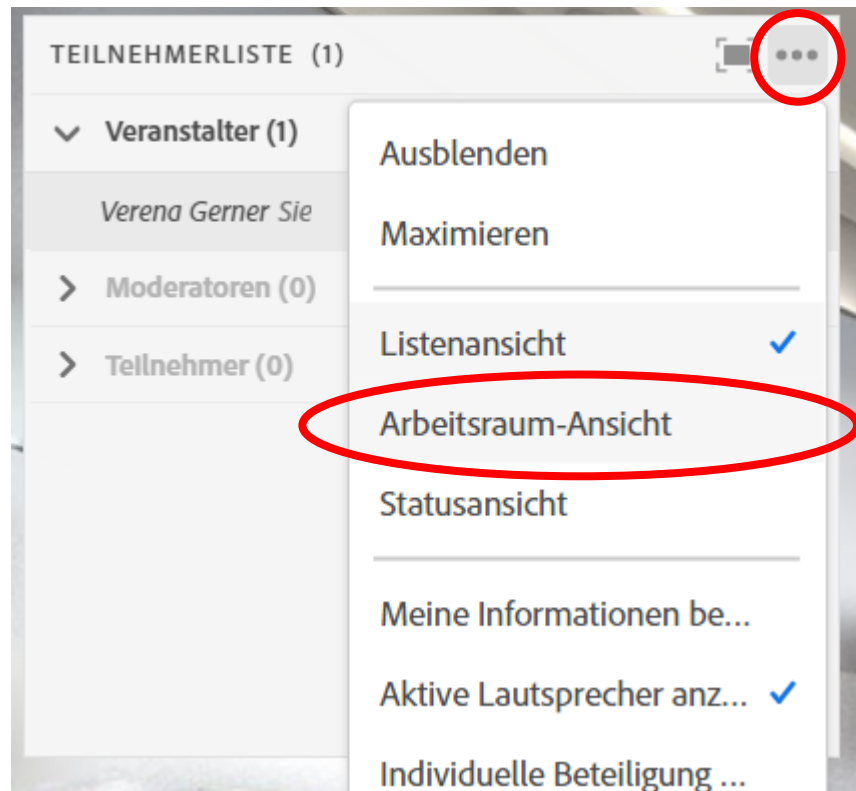 TEILNEHMERLISTE (1)
Veranstalter (1)
Verena Gerner Sie
Moderatoren (0)
Teilnehmer (0)
Ausblenden
Maximieren
Listenansicht
Arbeitsraum-Ansicht
Statusansicht
Meine Informationen be...
Aktive Lautsprecher anz...
Individuelle Beteiligung ...